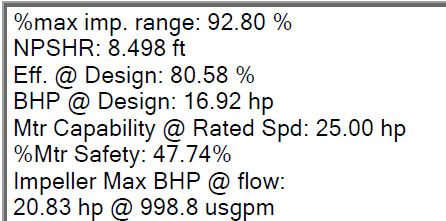 %max imp. range: 92.80 %
NPSHR: 8.498 ft
Eff. @ Design: 80.58 %
BHP @ Design: 16.92 hp
Mtr Capability @ Rated Spd: 25.00 hp
%Mtr Safety: 47.74%
Impeller Max BHP @ flow:
20.83 hp @ 998.8 usgpm